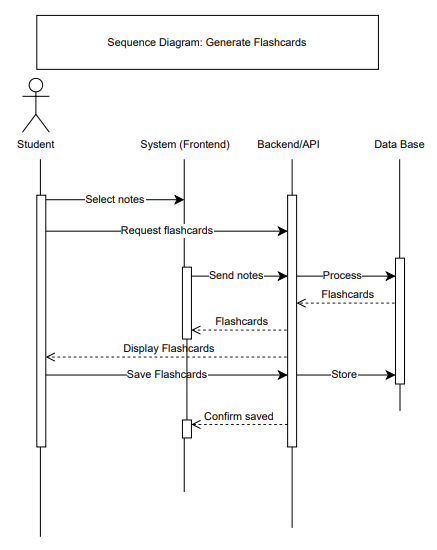 Sequence Diagram: Generate Flashcards
Student
System (Frontend)
Backend/API
Data Base
Select notes
Request flashcards
Send notes
Process
Flashcards
Flashcards
Display Flashcards
Save Flashcards
Store
Confirm saved